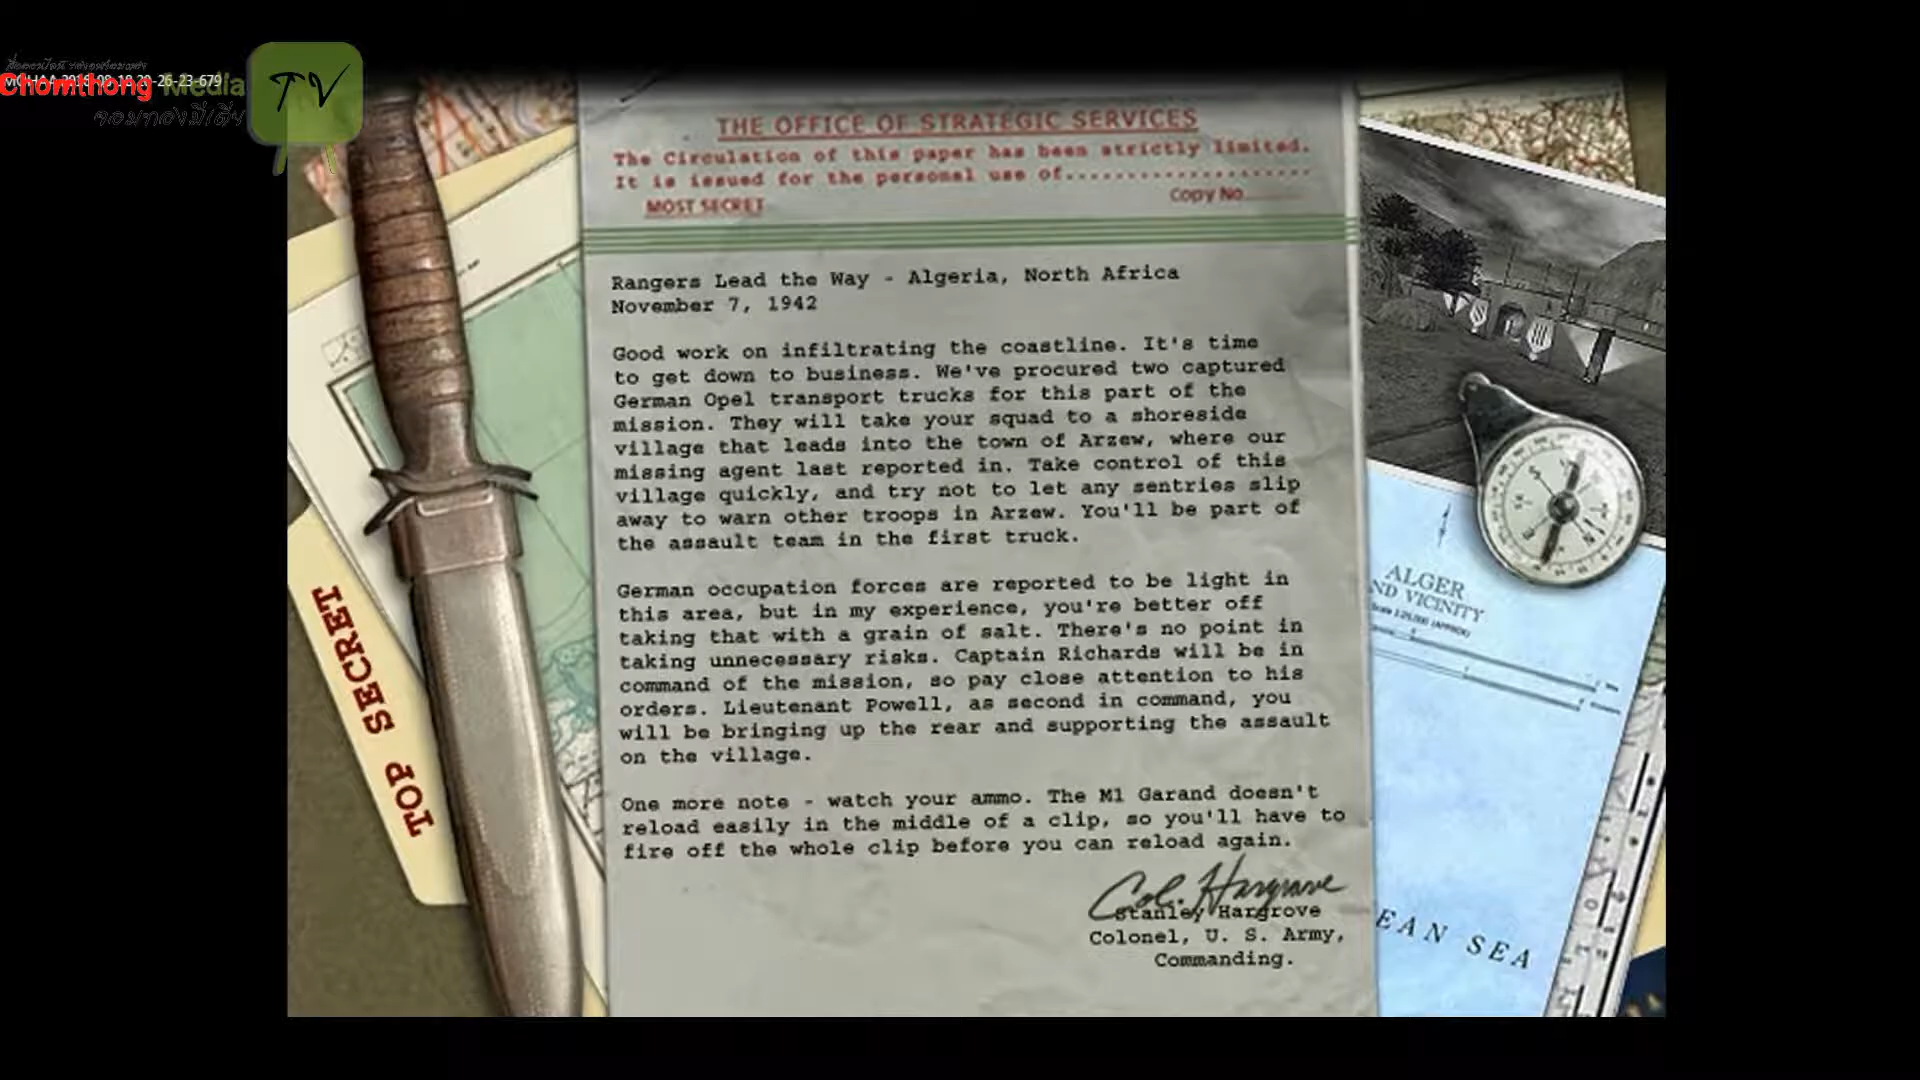 Chomthong Media
TV
จอมทองมีเดีย
THE OFFICE OF STRATEGIC SERVICES
The Circulation of this paper has been strictly limited.
It is issued for the personal use of.....................
MOST SECRET
Copy No.
Rangers Lead the Way - Algeria, North Africa
November 7, 1942
Good work on infiltrating the coastline. It's time
to get down to business. We've procured two captured
German Opel transport trucks for this part of the
mission. They will take your squad to a shoreside
village that leads into the town of Arzew, where our
missing agent last reported in. Take control of this
village quickly, and try not to let any sentries slip
away to warn other troops in Arzew. You'll be part of
the assault team in the first truck.
German occupation forces are reported to be light in
this area, but in my experience, you're better off
taking that with a grain of salt. There's no point in
taking unnecessary risks. Captain Richards will be in
command of the mission, so pay close attention to his
orders. Lieutenant Powell, as second in command, you
will be bringing up the rear and supporting the assault
on the village.
One more note - watch your ammo. The M1 Garand doesn't
reload easily in the middle of a clip, so you'll have to
fire off the whole clip before you can reload again.
Col. Hargrove
Stanley Hargrove
Colonel, U. S. Army,
Commanding.
TOP SECRET
ALGER
ND VICINITY
EAN SEA